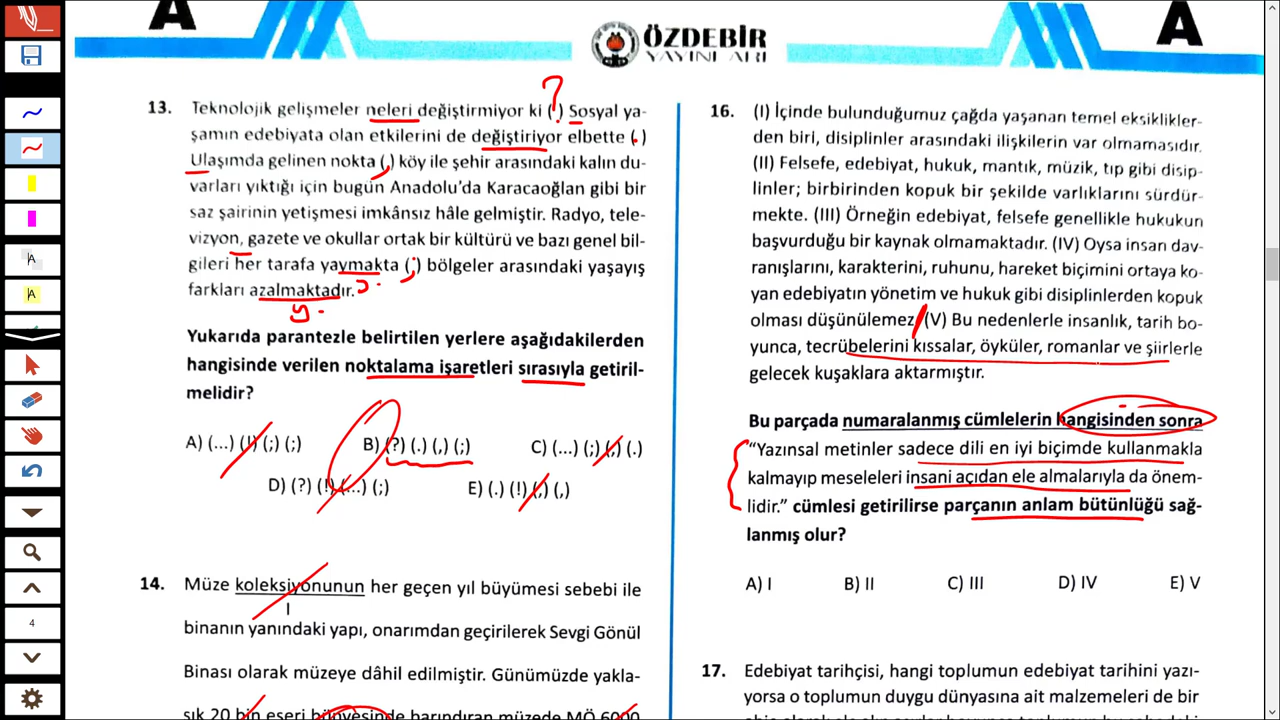 A
ÖZDEBİR
YAYINLARI
A
13. Teknolojik gelişmeler neleri değiştirmiyor ki (.) Sosyal ya-
şamın edebiyata olan etkilerini de değiştiriyor elbette (.)
Ulaşımda gelinen nokta (,) köy ile şehir arasındaki kalın du-
varları yıktığı için bugün Anadolu'da Karacaoğlan gibi bir
saz şairinin yetişmesi imkânsız hâle gelmiştir. Radyo, tele-
vizyon, gazete ve okullar ortak bir kültürü ve bazı genel bil-
gileri her tarafa yaymakta (;) bölgeler arasındaki yaşayış
farkları azalmaktadır.
?
y.
Yukarıda parantezle belirtilen yerlere aşağıdakilerden
hangisinde verilen noktalama işaretleri sırasıyla getiril-
melidir?
A) (...) (!) (;) (;)
B) (?) (.) (,) (;)
C) (...) (;) (,) (.)
D) (?) (!) (...) (;)
E) (.) (!) (,) (,)
14. Müze koleksiyonunun her geçen yıl büyümesi sebebi ile
I
binanın yanındaki yapı, onarımdan geçirilerek Sevgi Gönül
Binası olarak müzeye dâhil edilmiştir. Günümüzde yakla-
şık 20 bin eseri bünyesinde harındıran müzede MÖ 6000
16. (I) İçinde bulunduğumuz çağda yaşanan temel eksiklikler-
den biri, disiplinler arasındaki ilişkilerin var olmamasıdır.
(II) Felsefe, edebiyat, hukuk, mantık, müzik, tıp gibi disip-
linler; birbirinden kopuk bir şekilde varlıklarını sürdür-
mekte. (III) Örneğin edebiyat, felsefe genellikle hukukun
başvurduğu bir kaynak olmamaktadır. (IV) Oysa insan dav-
ranışlarını, karakterini, ruhunu, hareket biçimini ortaya ko-
yan edebiyatın yönetim ve hukuk gibi disiplinlerden kopuk
olması düşünülemez. (V) Bu nedenlerle insanlık, tarih bo-
yunca, tecrübelerini kıssalar, öyküler, romanlar ve şiirlerle
gelecek kuşaklara aktarmıştır.
Bu parçada numaralanmış cümlelerin hangisinden sonra
"Yazınsal metinler sadece dili en iyi biçimde kullanmakla
kalmayıp meseleleri insani açıdan ele almalarıyla da önem-
lidir." cümlesi getirilirse parçanın anlam bütünlüğü sağ-
lanmış olur?
A) I
B) II
C) III
D) IV
E) V
17. Edebiyat tarihçisi, hangi toplumun edebiyat tarihini yazı-
yorsa o toplumun duygu dünyasına ait malzemeleri de bir
4